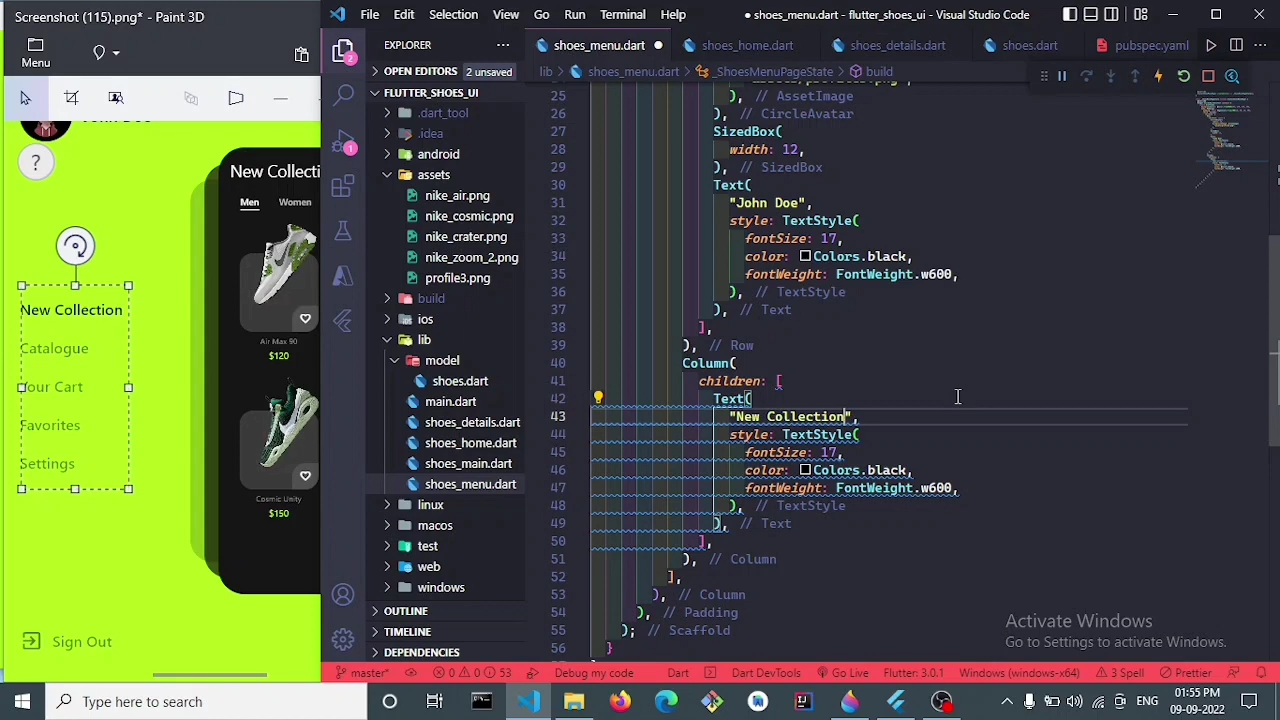 Screenshot (115).png* - Paint 3D
Menu
John Doe
?
New Collecti
Men Women
New Collection
Catalogue
Your Cart
Favorites
Settings
Air Max 90
$120
Cosmic Unity
$150
Sign Out
File Edit Selection View Go Run Terminal Help
● shoes_menu.dart - flutter_shoes_ui - Visual Studio Code
EXPLORER
OPEN EDITORS 2 unsaved
FLUTTER_SHOES_UI
.dart_tool
.idea
android
assets
nike_air.png
nike_cosmic.png
nike_crater.png
nike_zoom_2.png
profile3.png
build
ios
lib
model
shoes.dart
main.dart
shoes_details.dart
shoes_home.dart
shoes_main.dart
shoes_menu.dart
linux
macos
test
web
windows
OUTLINE
TIMELINE
DEPENDENCIES
2
1
shoes_menu.dart ● shoes_home.dart shoes_details.dart shoes.dart pubspec.yaml
lib > shoes_menu.dart > _ShoesMenuPageState > build
25 ), // AssetImage
26 ), // CircleAvatar
27 SizedBox(
28 width: 12,
29 ), // SizedBox
30 Text(
31 "John Doe",
32 style: TextStyle(
33 fontSize: 17,
34 color: Colors.black,
35 fontWeight: FontWeight.w600,
36 ), // TextStyle
37 ), // Text
38 ],
39 ), // Row
40 Column(
41 children: [
42 Text(
43 "New Collection",
44 style: TextStyle(
45 fontSize: 17,
46 color: Colors.black,
47 fontWeight: FontWeight.w600,
48 ), // TextStyle
49 ), // Text
50 ],
51 ), // Column
52 ],
53 ), // Column
54 ), // Padding
55 ); // Scaffold
56 }
Activate Windows
Go to Settings to activate Windows.
master* 0 0 53 Debug my code Dart Dart DevTools Go Live Flutter: 3.0.1 Windows (windows-x64) 3 Spell Prettier
Type here to search
ENG
01:55 PM
09-09-2022